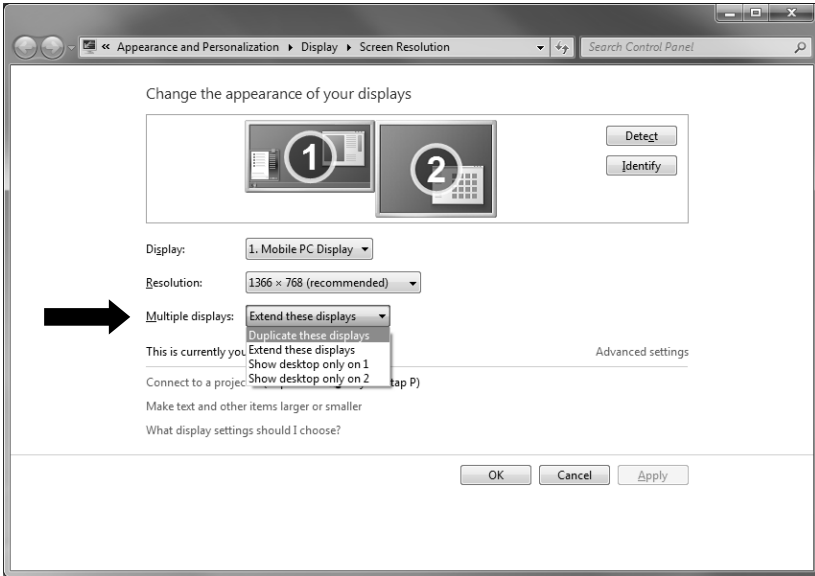 « Appearance and Personalization Display Screen Resolution Search Control Panel
Change the appearance of your displays
1 2
Detect
Identify
Display: 1. Mobile PC Display
Resolution: 1366 × 768 (recommended)
Multiple displays: Extend these displays
Duplicate these displays
Extend these displays
Show desktop only on 1
Show desktop only on 2
This is currently you Advanced settings
Connect to a projec tap P)
Make text and other items larger or smaller
What display settings should I choose?
OK Cancel Apply